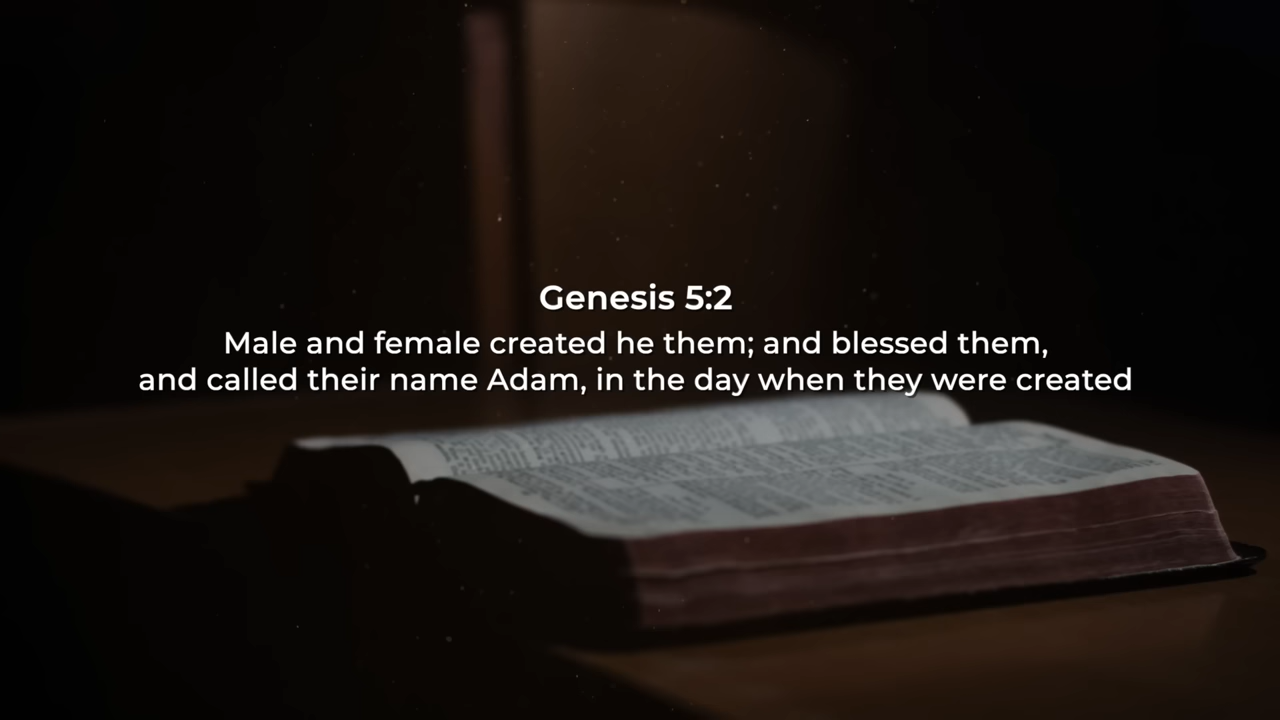 Genesis 5:2
Male and female created he them; and blessed them,
and called their name Adam, in the day when they were created